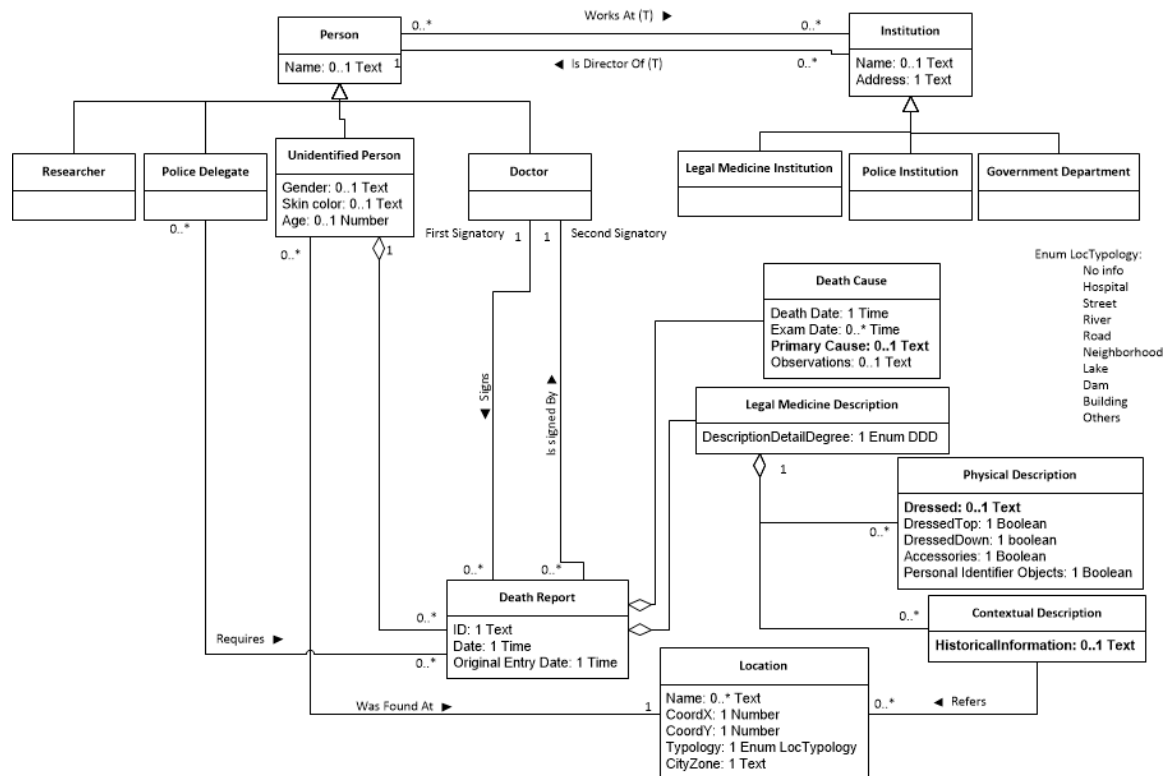 Works At (T) ►
Person
0..*
0..*
Institution
Name: 0..1 Text
1
◄ Is Director Of (T)
0..*
Name: 0..1 Text
Address: 1 Text
Researcher
Police Delegate
Unidentified Person
Gender: 0..1 Text
Skin color: 0..1 Text
Age: 0..1 Number
Doctor
Legal Medicine Institution
Police Institution
Government Department
0..*
0..*
1
First Signatory
1
1
Second Signatory
Enum LocTypology:
No info
Hospital
Street
River
Road
Neighborhood
Lake
Dam
Building
Others
Death Cause
Death Date: 1 Time
Exam Date: 0..* Time
Primary Cause: 0..1 Text
Observations: 0..1 Text
◄ Signs
Is signed By ►
Legal Medicine Description
DescriptionDetailDegree: 1 Enum DDD
1
Physical Description
Dressed: 0..1 Text
DressedTop: 1 Boolean
DressedDown: 1 boolean
Accessories: 1 Boolean
Personal Identifier Objects: 1 Boolean
0..*
0..*
0..*
Death Report
ID: 1 Text
Date: 1 Time
Original Entry Date: 1 Time
0..*
Requires ►
0..*
0..*
Contextual Description
HistoricalInformation: 0..1 Text
Location
Name: 0..* Text
CoordX: 1 Number
CoordY: 1 Number
Typology: 1 Enum LocTypology
CityZone: 1 Text
Was Found At ►
1
0..*
◄ Refers